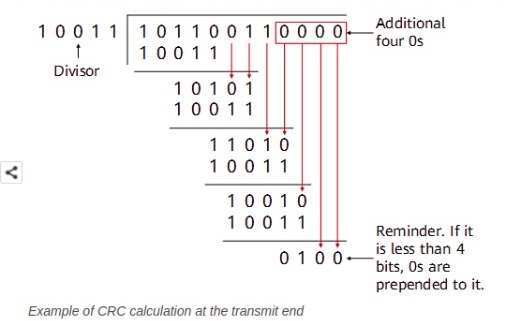 1 0 0 1 1
1 0 1 1 0 0 1 1 0 0 0 0
Additional
four 0s
Divisor
1 0 0 1 1
1 0 1 0 1
1 0 0 1 1
1 1 0 1 0
1 0 0 1 1
1 0 0 1 0
1 0 0 1 1
0 1 0 0
Reminder. If it
is less than 4
bits, 0s are
prepended to it.
Example of CRC calculation at the transmit end